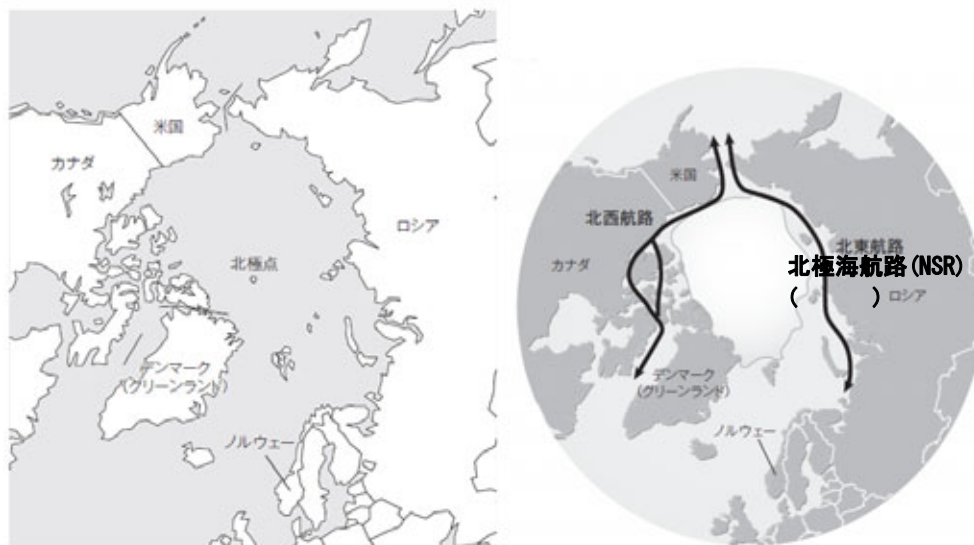 米国
カナダ
ロシア
北極点
デンマーク
(グリーンランド)
ノルウェー
米国
北西航路
カナダ
北東航路
北極海航路(NSR)
(　　　)
ロシア
デンマーク
(グリーンランド)
ノルウェー